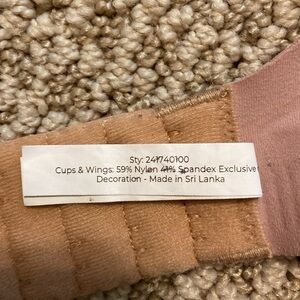 Sty: 241740100
Cups & Wings: 59% Nylon 41% Spandex Exclusive
Decoration - Made in Sri Lanka